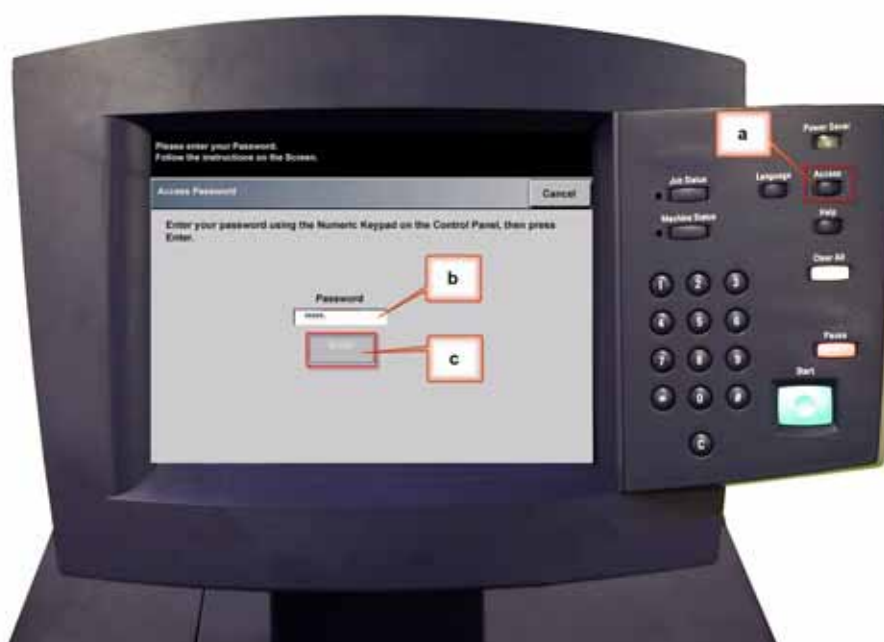 Please enter your Password.
Follow the instructions on the Screen.
Access Password
Cancel
Enter your password using the Numeric Keypad on the Control Panel, then press
Enter.
Password
****.
Enter
a
b
c
Power Saver
Job Status
Language
Access
Machine Status
Help
Clear All
1 2 3
4 5 6
7 8 9
* 0 #
C
Pause
Start